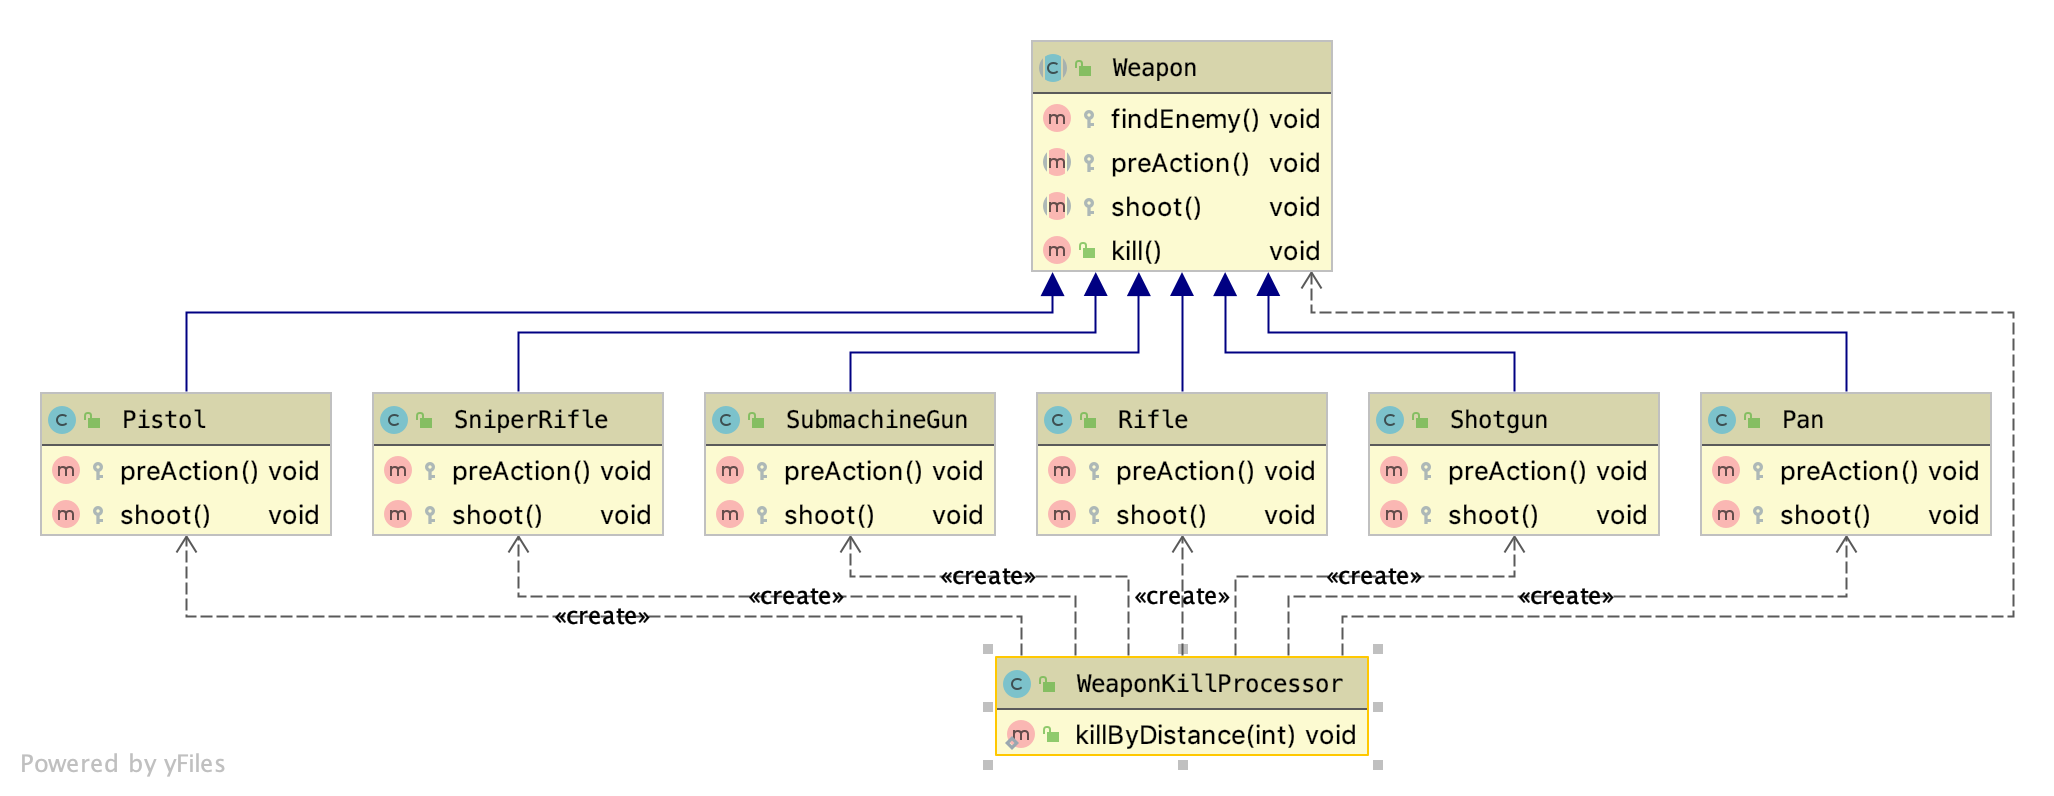 Weapon
findEnemy() void
preAction() void
shoot() void
kill() void
Pistol
preAction() void
shoot() void
SniperRifle
preAction() void
shoot() void
SubmachineGun
preAction() void
shoot() void
Rifle
preAction() void
shoot() void
Shotgun
preAction() void
shoot() void
Pan
preAction() void
shoot() void
«create»
«create»
«create»
«create»
«create»
«create»
WeaponKillProcessor
killByDistance(int) void
Powered by yFiles